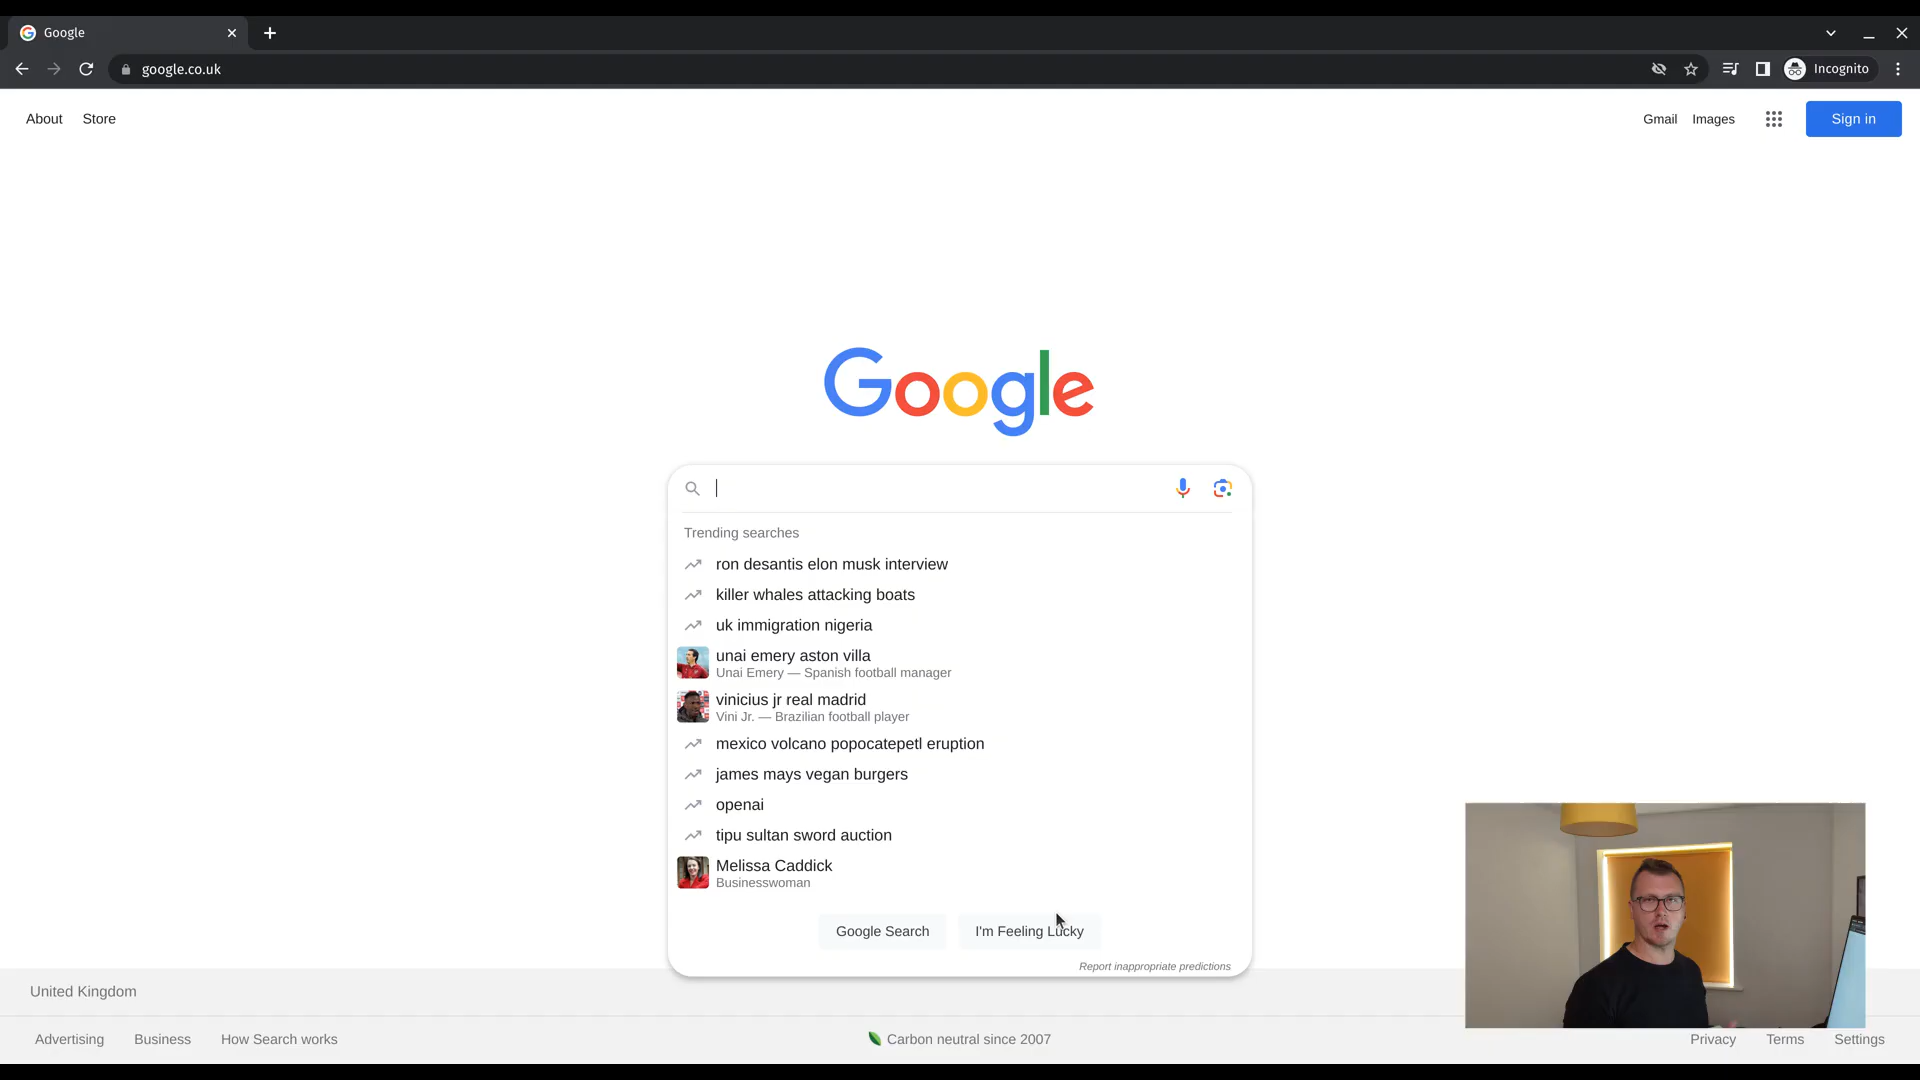 Google
google.co.uk
Incognito
About Store
Gmail Images Sign in
Google
Trending searches
ron desantis elon musk interview
killer whales attacking boats
uk immigration nigeria
unai emery aston villa
Unai Emery — Spanish football manager
vinicius jr real madrid
Vini Jr. — Brazilian football player
mexico volcano popocatepetl eruption
james mays vegan burgers
openai
tipu sultan sword auction
Melissa Caddick
Businesswoman
Google Search I'm Feeling Lucky
Report inappropriate predictions
United Kingdom
Advertising Business How Search works Carbon neutral since 2007 Privacy Terms Settings